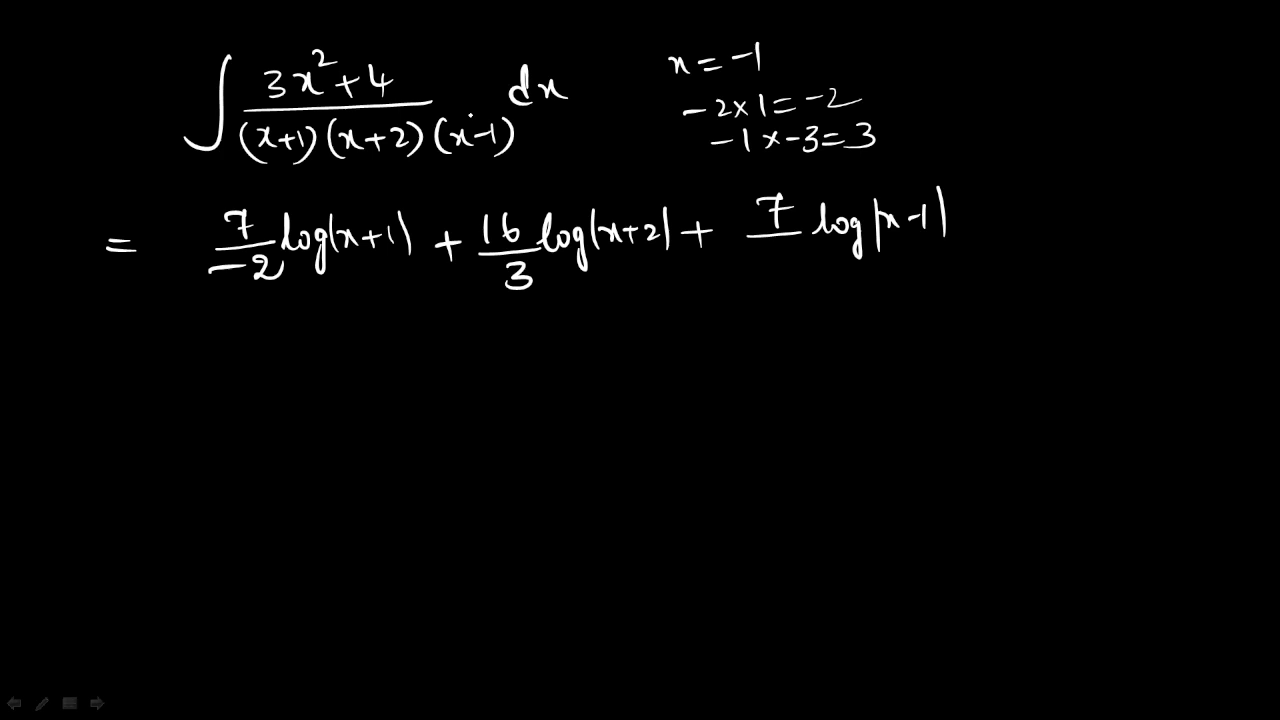 ∫ (3x² + 4) / ((x+1)(x+2)(x-1)) dx
x = -1
-2 × 1 = -2
-1 × -3 = 3
= 7/-2 log|x+1| + 16/3 log|x+2| + 7/ log|x-1|